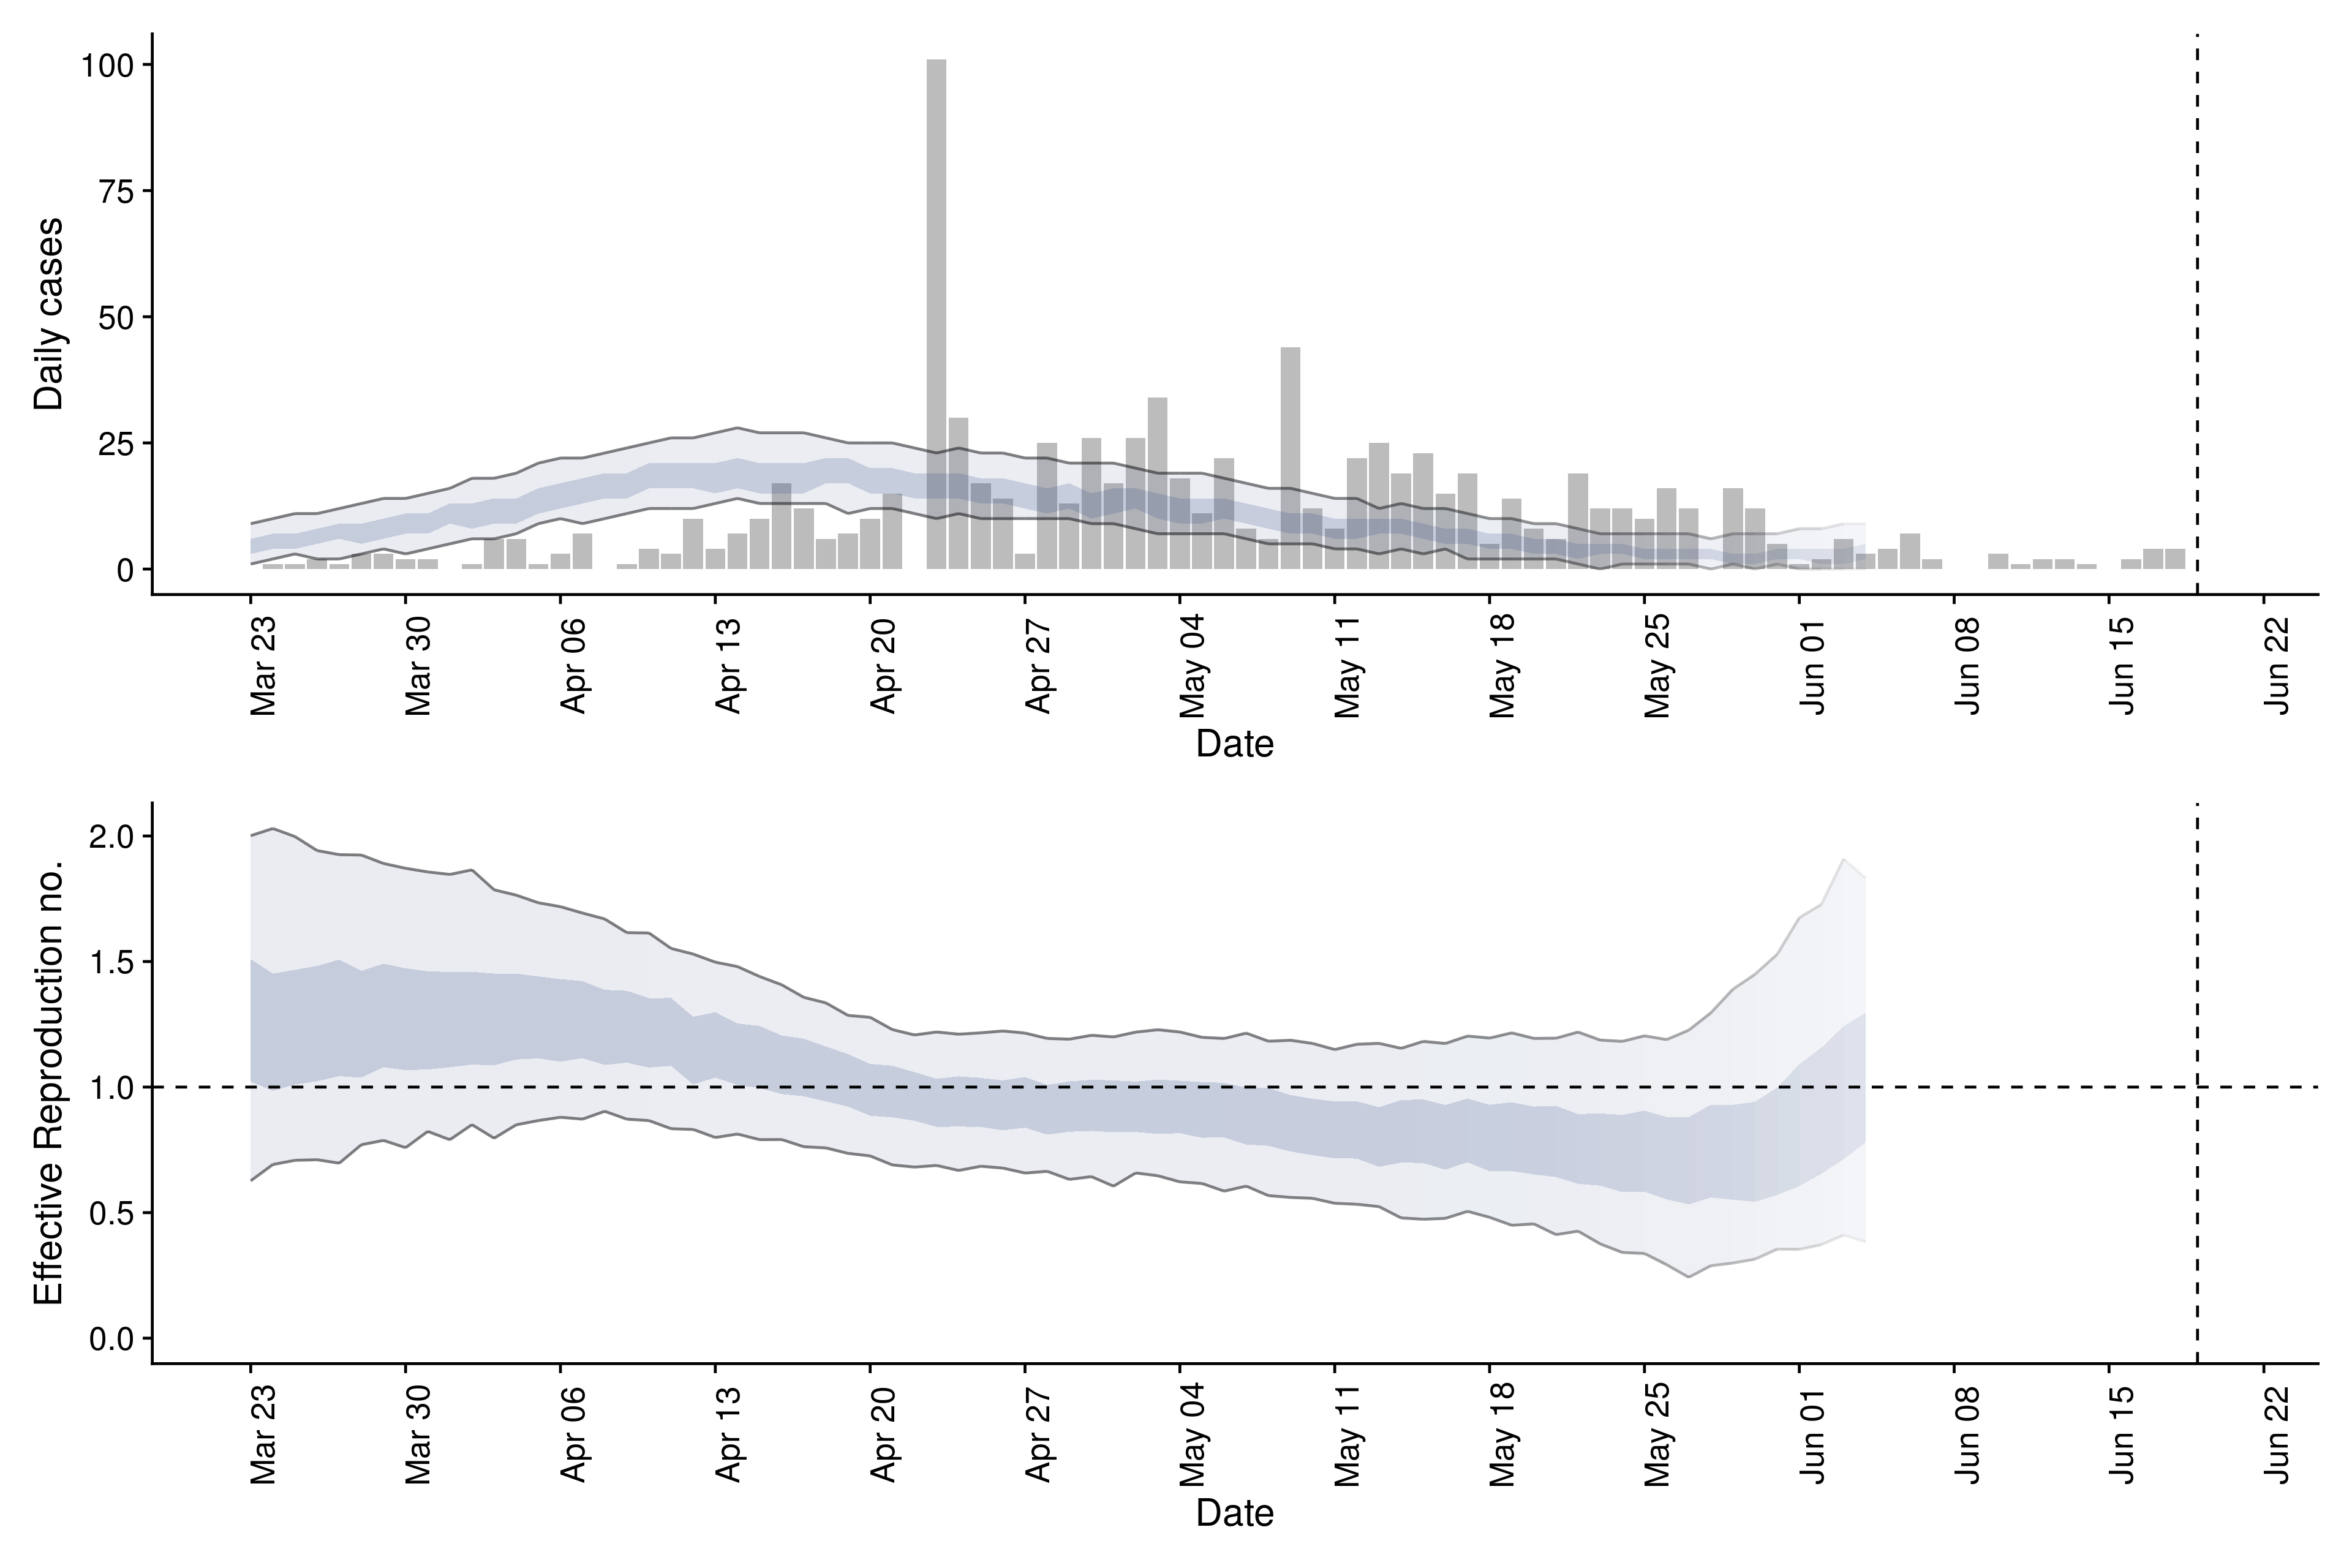 Daily cases
100
75
50
25
0
Mar 23
Mar 30
Apr 06
Apr 13
Apr 20
Apr 27
May 04
May 11
May 18
May 25
Jun 01
Jun 08
Jun 15
Jun 22
Date
Effective Reproduction no.
2.0
1.5
1.0
0.5
0.0
Mar 23
Mar 30
Apr 06
Apr 13
Apr 20
Apr 27
May 04
May 11
May 18
May 25
Jun 01
Jun 08
Jun 15
Jun 22
Date